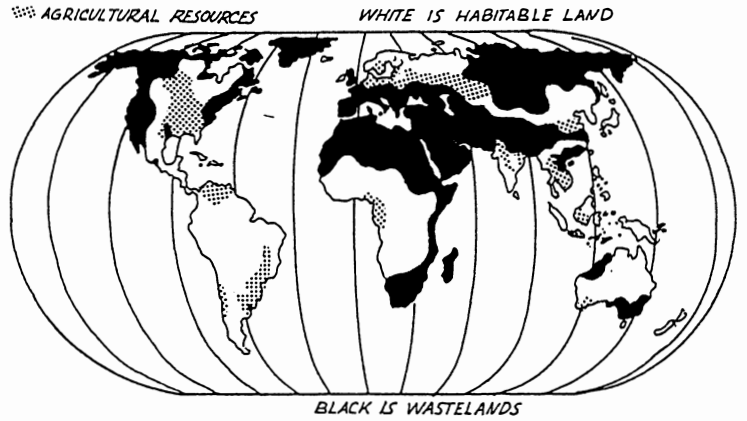 AGRICULTURAL RESOURCES
WHITE IS HABITABLE LAND
BLACK IS WASTELANDS